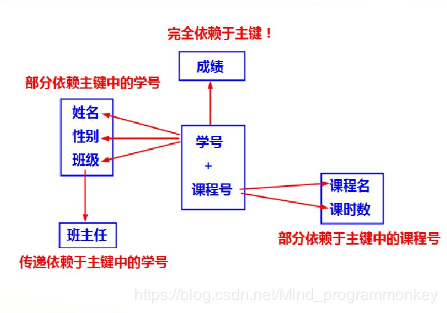 完全依赖于主键！
成绩
部分依赖主键中的学号
姓名
性别
班级
学号
+
课程号
课程名
课时数
部分依赖于主键中的课程号
班主任
传递依赖于主键中的学号
https://blog.csdn.net/Mind_programmonkey